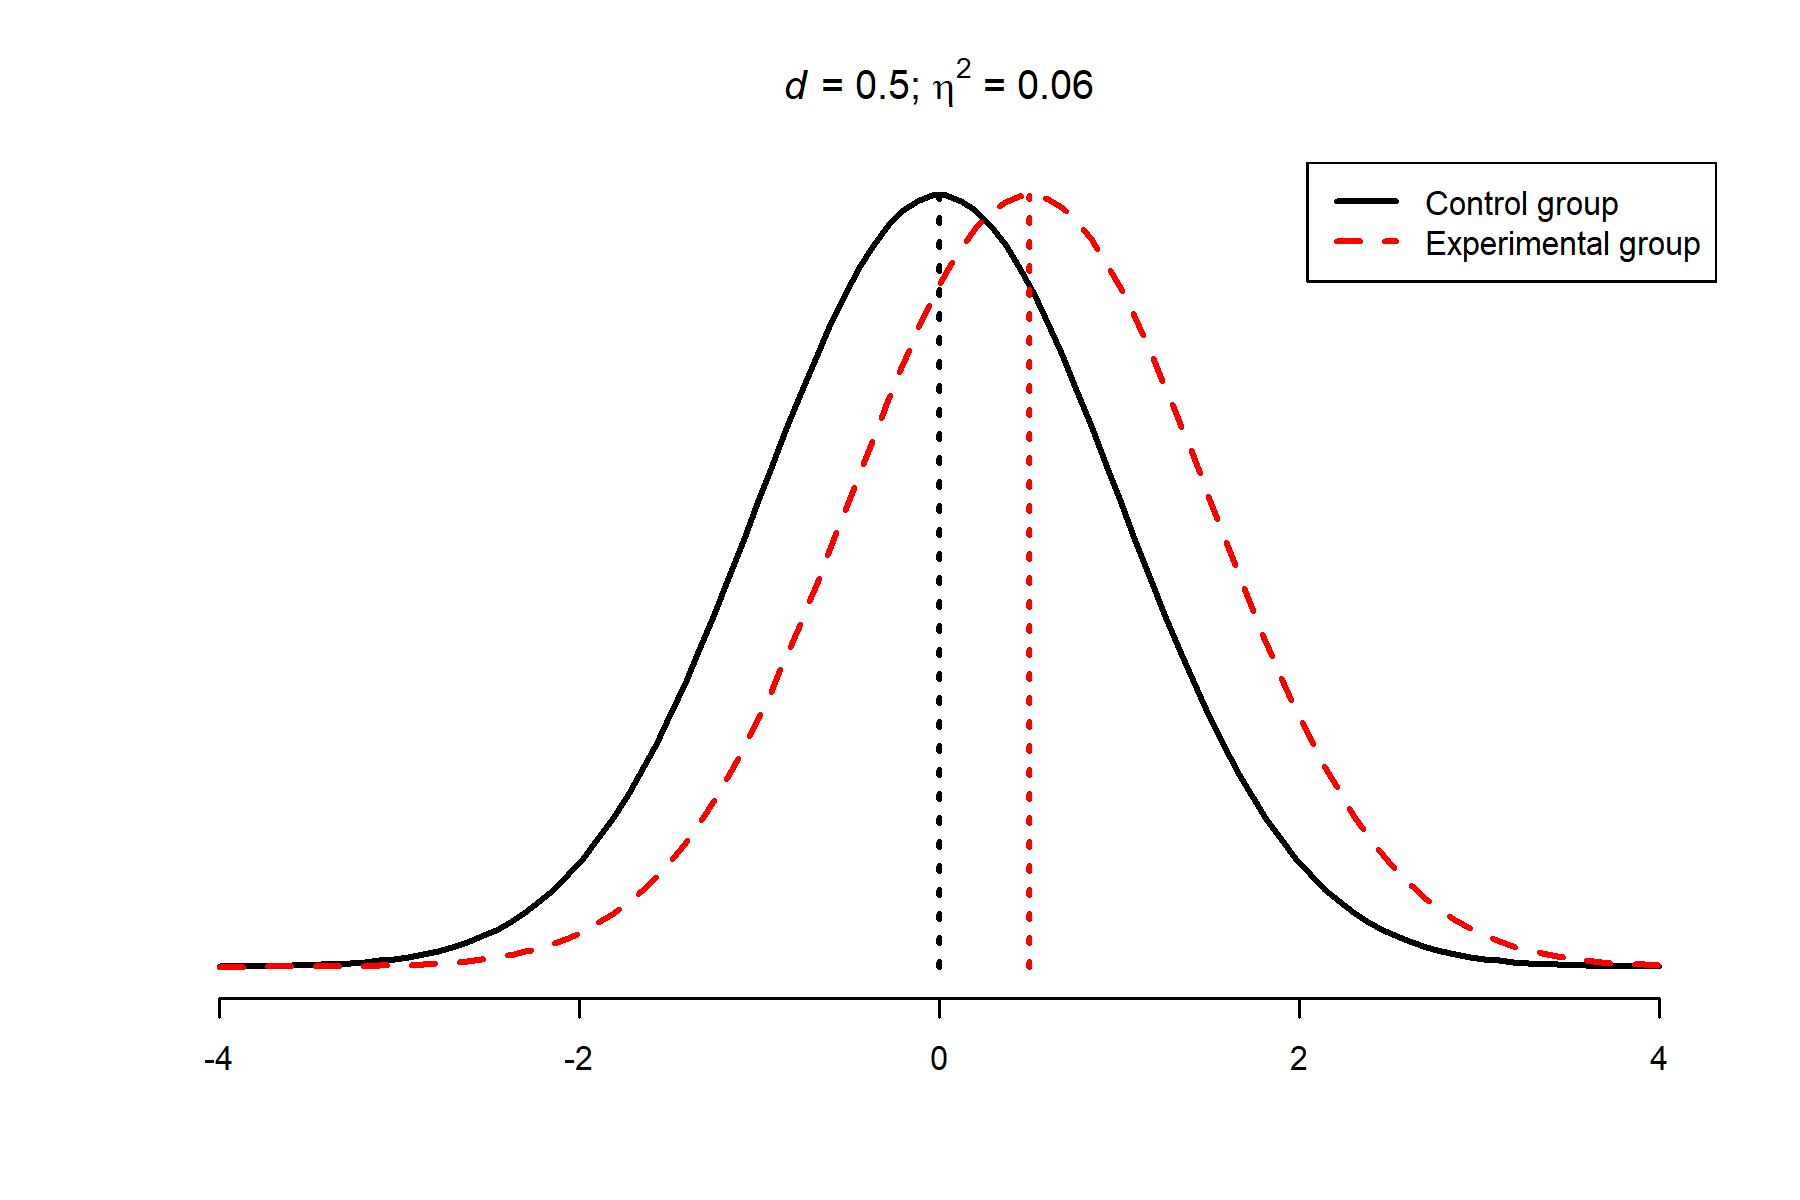 d = 0.5; η² = 0.06
Control group
Experimental group
-4 -2 0 2 4